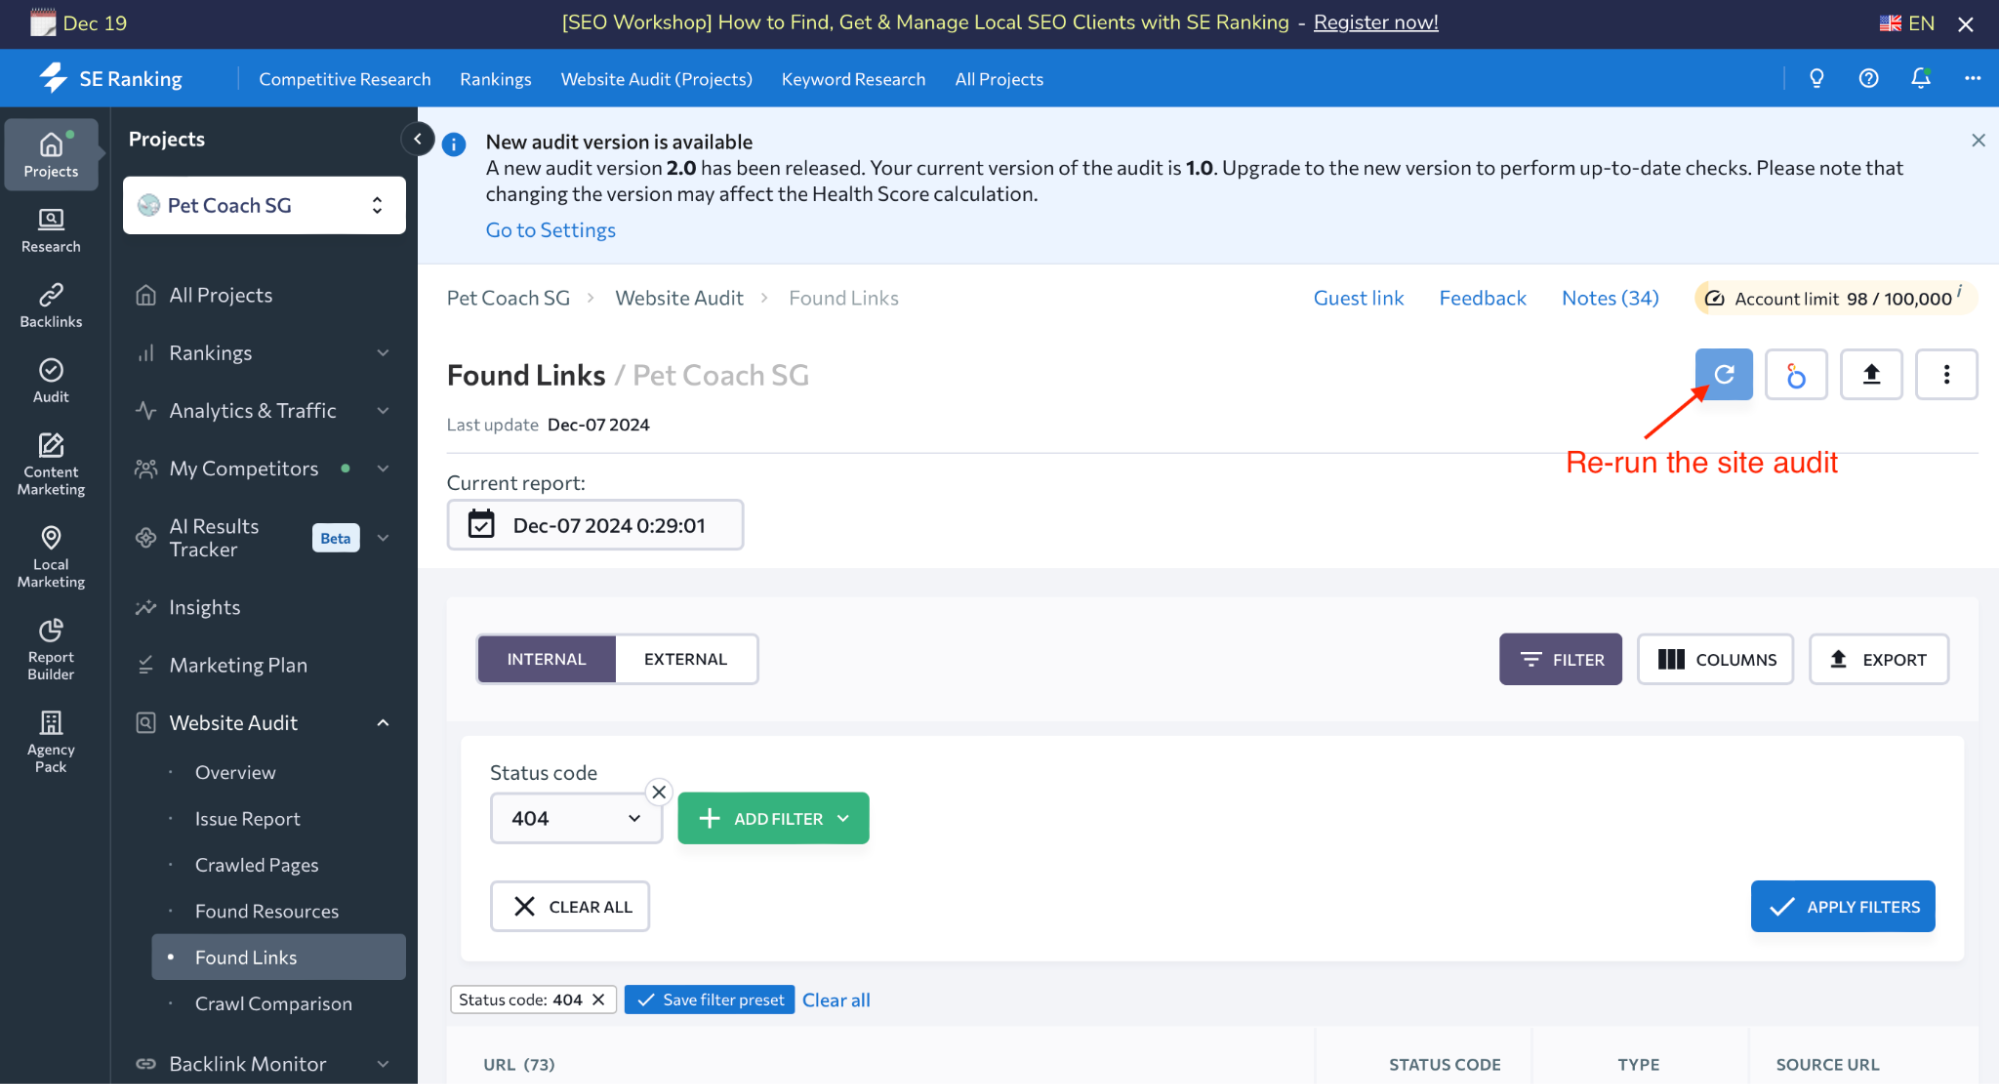 Dec 19
[SEO Workshop] How to Find, Get & Manage Local SEO Clients with SE Ranking - Register now!
EN
SE Ranking
Competitive Research
Rankings
Website Audit (Projects)
Keyword Research
All Projects
Projects
Research
Backlinks
Audit
Content
Marketing
Local
Marketing
Report
Builder
Agency
Pack
Projects
Pet Coach SG
All Projects
Rankings
Analytics & Traffic
My Competitors
AI Results
Tracker
Beta
Insights
Marketing Plan
Website Audit
Overview
Issue Report
Crawled Pages
Found Resources
Found Links
Crawl Comparison
Backlink Monitor
New audit version is available
A new audit version 2.0 has been released. Your current version of the audit is 1.0. Upgrade to the new version to perform up-to-date checks. Please note that
changing the version may affect the Health Score calculation.
Go to Settings
Pet Coach SG > Website Audit > Found Links
Guest link
Feedback
Notes (34)
Account limit 98 / 100,000 i
Found Links / Pet Coach SG
Last update Dec-07 2024
Re-run the site audit
Current report:
Dec-07 2024 0:29:01
INTERNAL
EXTERNAL
FILTER
COLUMNS
EXPORT
Status code
404
ADD FILTER
CLEAR ALL
APPLY FILTERS
Status code: 404
Save filter preset
Clear all
URL (73)
STATUS CODE
TYPE
SOURCE URL